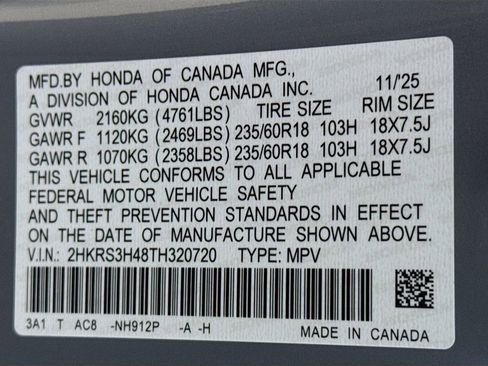 MFD.BY HONDA OF CANADA MFG.,
A DIVISION OF HONDA CANADA INC. 11/'25
GVWR 2160KG (4761LBS) TIRE SIZE RIM SIZE
GAWR F 1120KG (2469LBS) 235/60R18 103H 18X7.5J
GAWR R 1070KG (2358LBS) 235/60R18 103H 18X7.5J
THIS VEHICLE CONFORMS TO ALL APPLICABLE
FEDERAL MOTOR VEHICLE SAFETY
AND THEFT PREVENTION STANDARDS IN EFFECT
ON THE DATE OF MANUFACTURE SHOWN ABOVE.
V.I.N.: 2HKRS3H48TH320720 TYPE: MPV
3A1 T AC8 -NH912P -A -H MADE IN CANADA